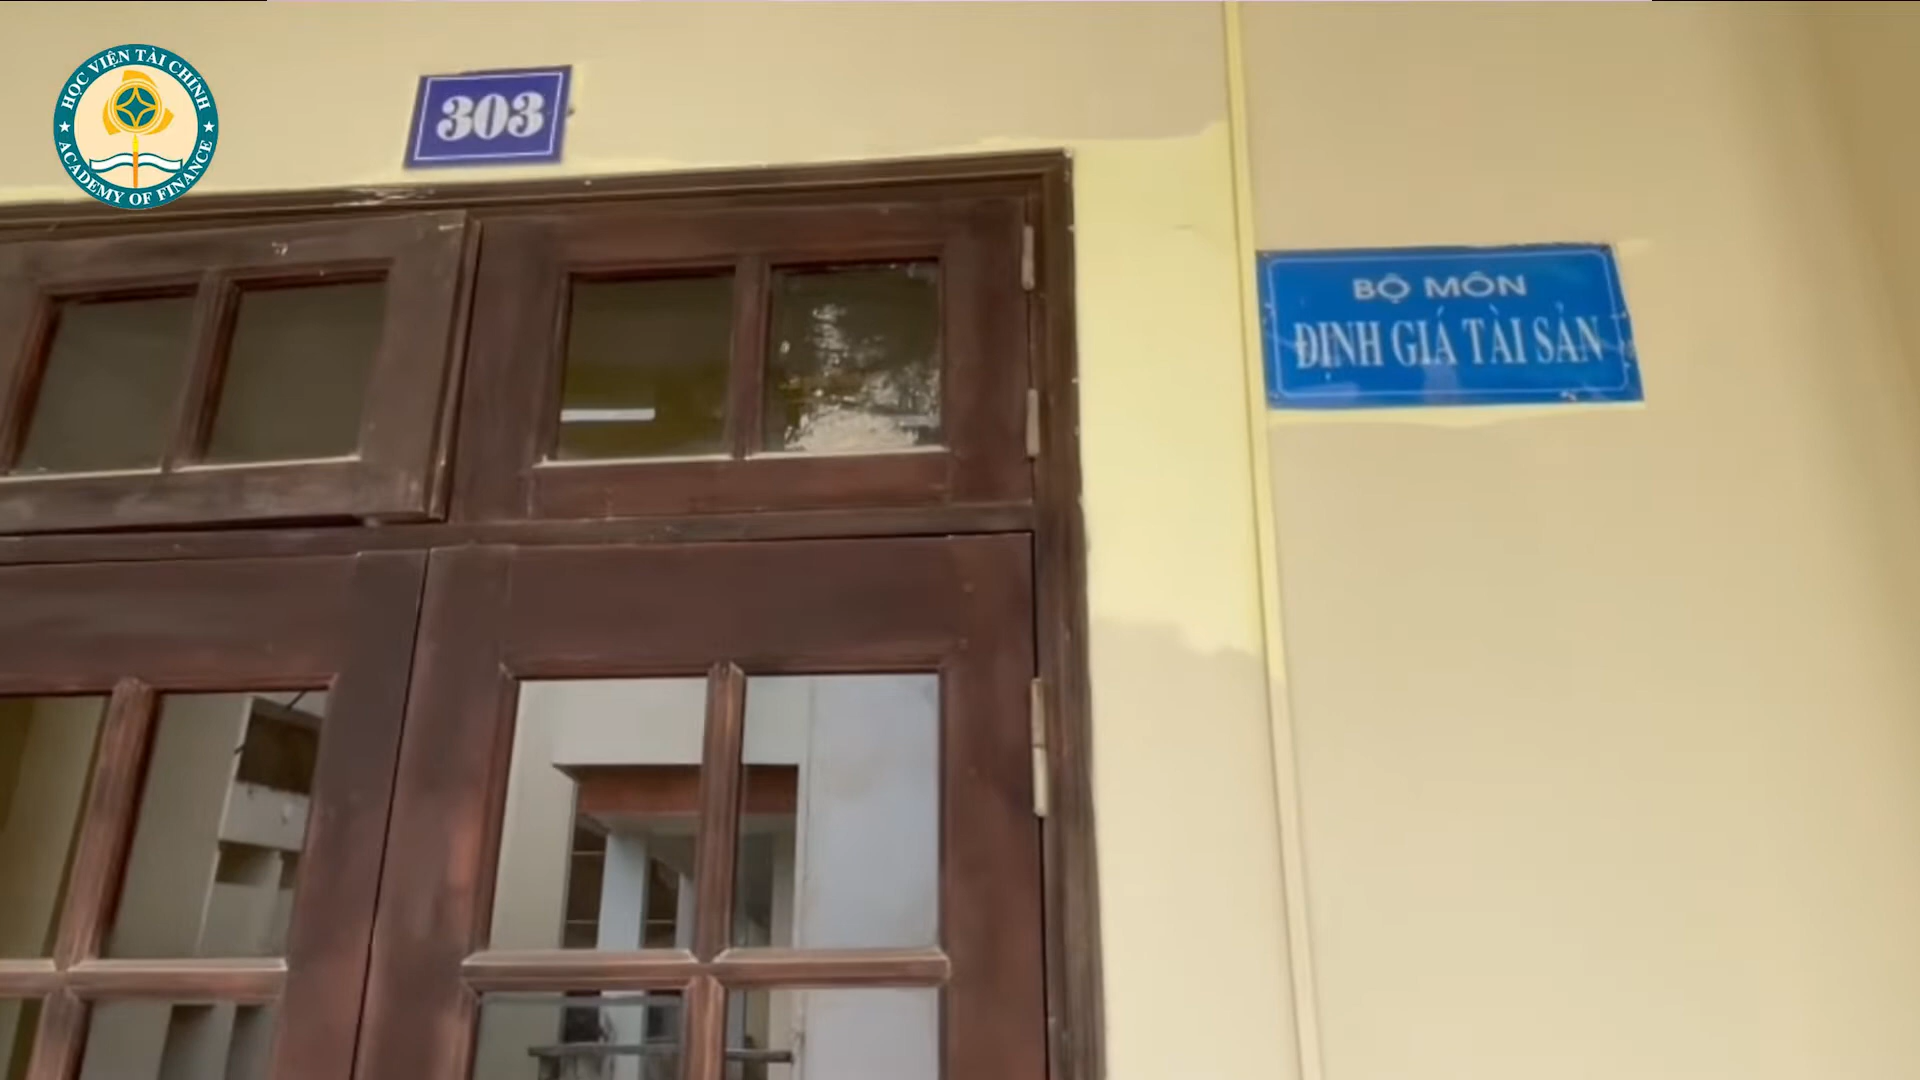 HỌC VIỆN TÀI CHÍNH
ACADEMY OF FINANCE
303
BỘ MÔN
ĐỊNH GIÁ TÀI SẢN